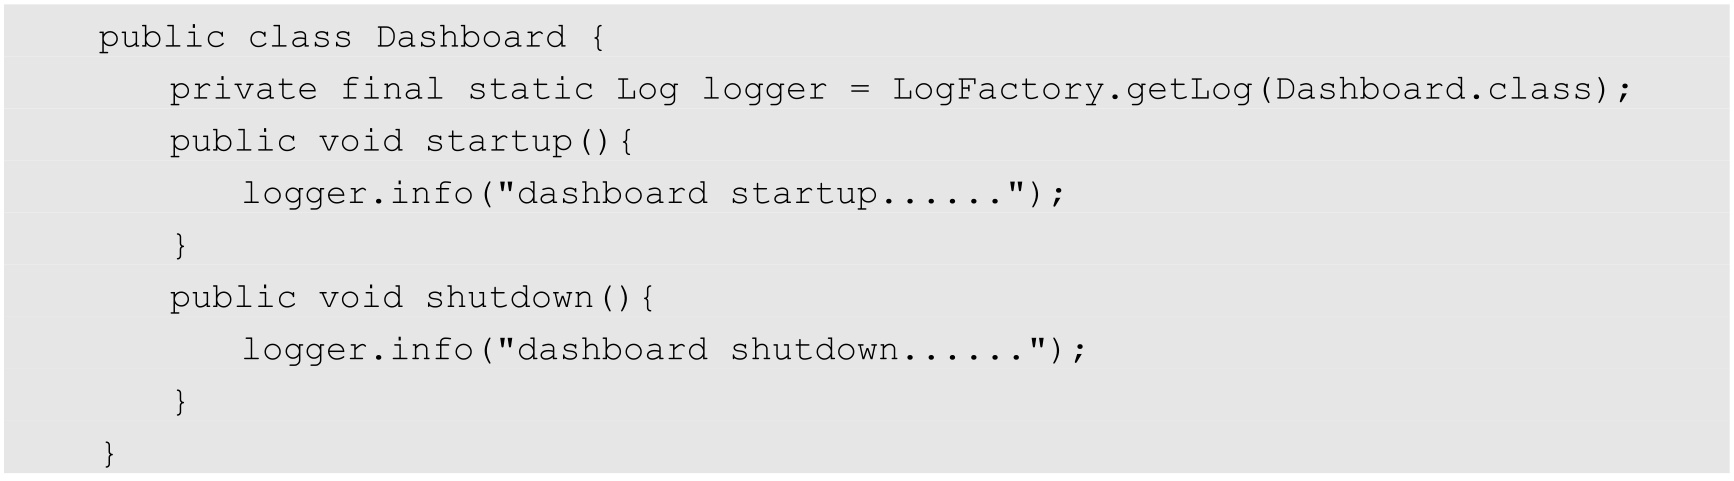 public class Dashboard {
private final static Log logger = LogFactory.getLog(Dashboard.class);
public void startup(){
logger.info("dashboard startup......");
}
public void shutdown(){
logger.info("dashboard shutdown......");
}
}